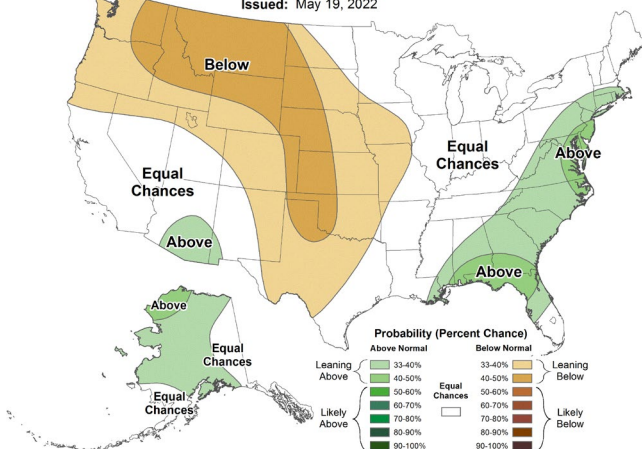 Issued: May 19, 2022
Below
Equal
Chances
Above
Equal
Chances
Above
Above
Above
Equal
Chances
Equal
Chances
Probability (Percent Chance)
Above Normal
Below Normal
Leaning
Above
33-40%
40-50%
50-60%
60-70%
70-80%
80-90%
90-100%
Likely
Above
Equal
Chances
33-40%
40-50%
50-60%
60-70%
70-80%
80-90%
90-100%
Leaning
Below
Likely
Below